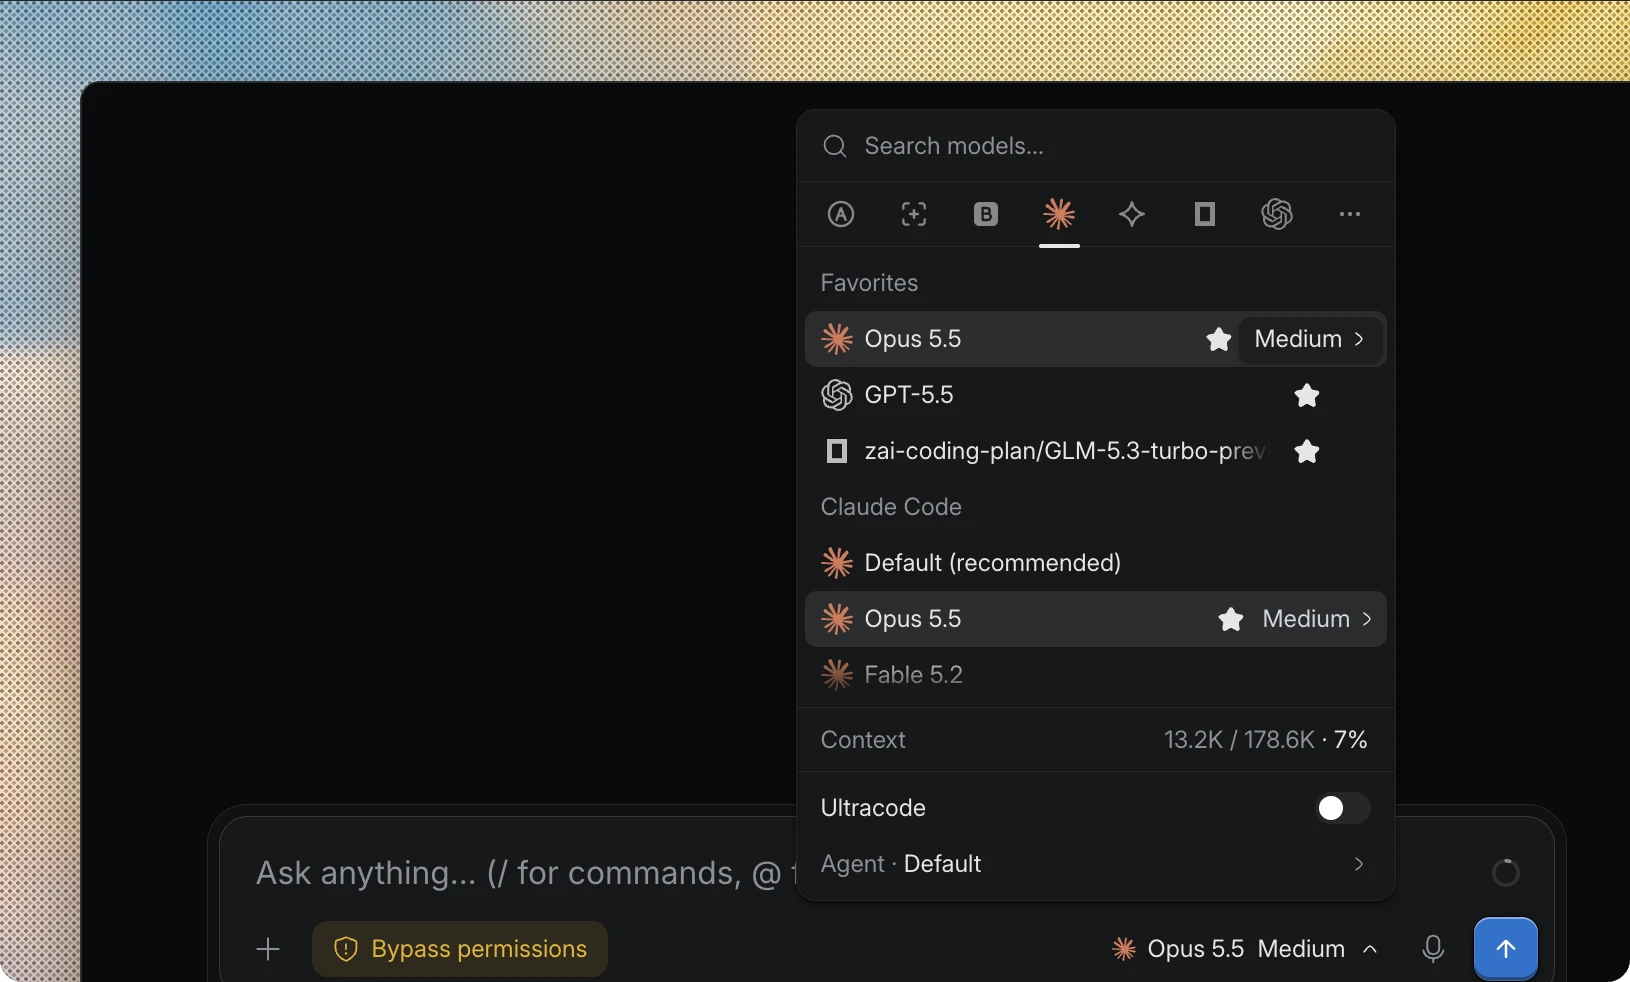 Search models...
Favorites
Opus 5.5 Medium
GPT-5.5
zai-coding-plan/GLM-5.3-turbo-prev
Claude Code
Default (recommended)
Opus 5.5 Medium
Fable 5.2
Context 13.2K / 178.6K · 7%
Ultracode
Agent · Default
Ask anything... (/ for commands, @
Bypass permissions Opus 5.5 Medium